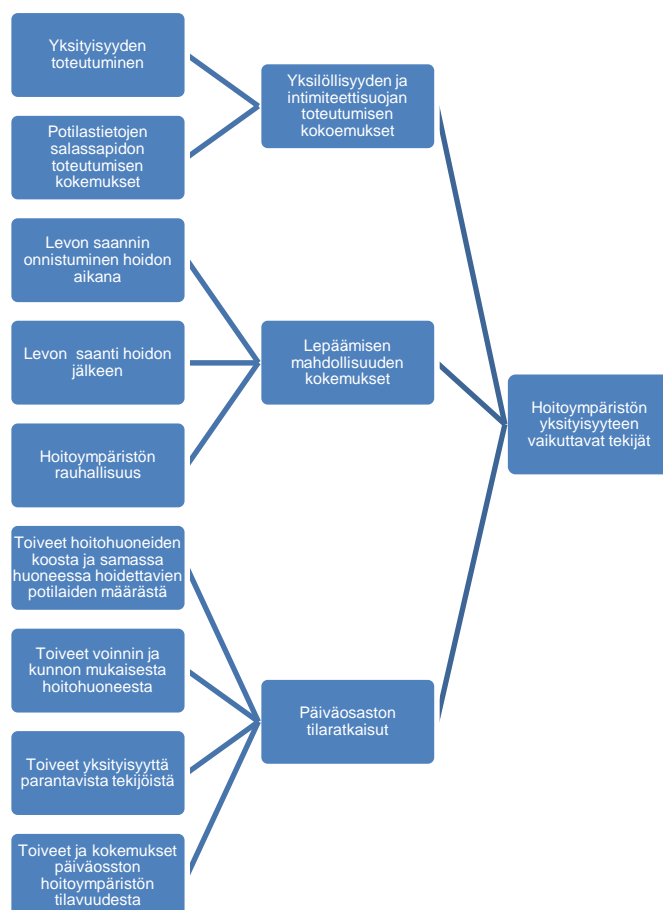 Yksityisyyden
toteutuminen
Potilastietojen
salassapidon
toteutumisen
kokemukset
Levon saannin
onnistuminen hoidon
aikana
Levon saanti hoidon
jälkeen
Hoitoympäristön
rauhallisuus
Toiveet hoitohuoneiden
koosta ja samassa
huoneessa hoidettavien
potilaiden määrästä
Toiveet voinnin ja
kunnon mukaisesta
hoitohuoneesta
Toiveet yksityisyyttä
parantavista tekijöistä
Toiveet ja kokemukset
päiväosston
hoitoympäristön
tilavuudesta
Yksilöllisyyden ja
intimiteettisuojan
toteutumisen
kokoemukset
Lepäämisen
mahdollisuuden
kokemukset
Päiväosaston
tilaratkaisut
Hoitoympäristön
yksityisyyteen
vaikuttavat tekijät